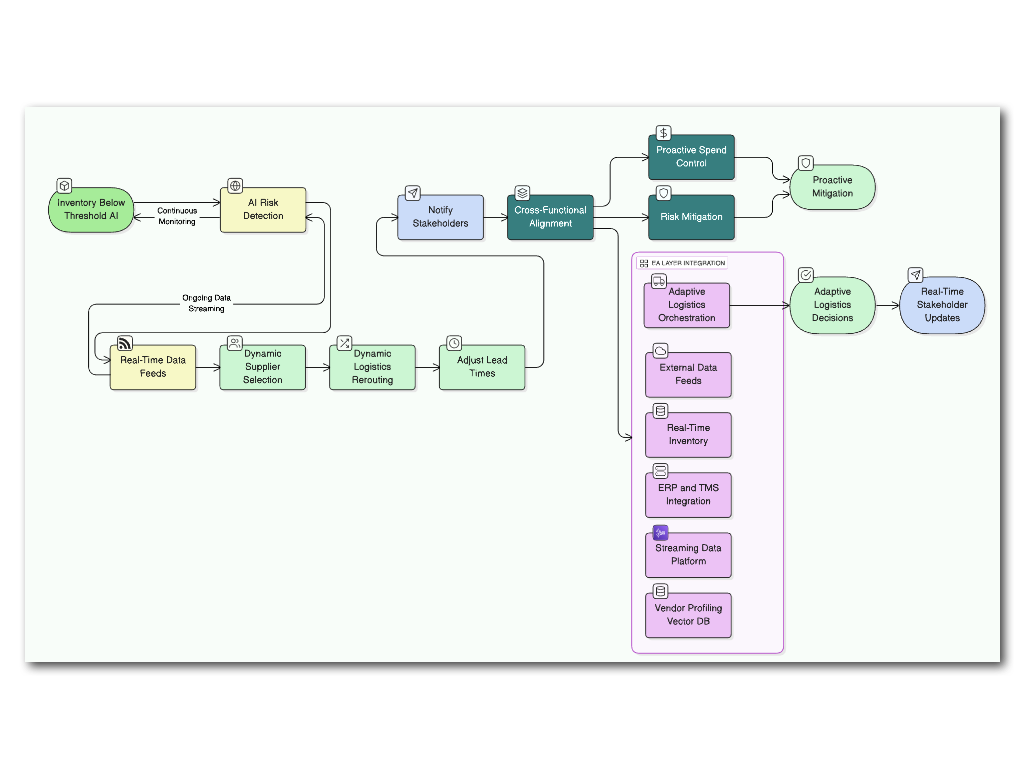 Inventory Below
Threshold AI
Continuous
Monitoring
AI Risk
Detection
Ongoing Data
Streaming
Real-Time Data
Feeds
Dynamic
Supplier
Selection
Dynamic
Logistics
Rerouting
Adjust Lead
Times
Notify
Stakeholders
Cross-Functional
Alignment
$
Proactive Spend
Control
Risk Mitigation
Proactive
Mitigation
EA LAYER INTEGRATION
Adaptive
Logistics
Orchestration
External Data
Feeds
Real-Time
Inventory
ERP and TMS
Integration
Streaming Data
Platform
Vendor Profiling
Vector DB
Adaptive
Logistics
Decisions
Real-Time
Stakeholder
Updates